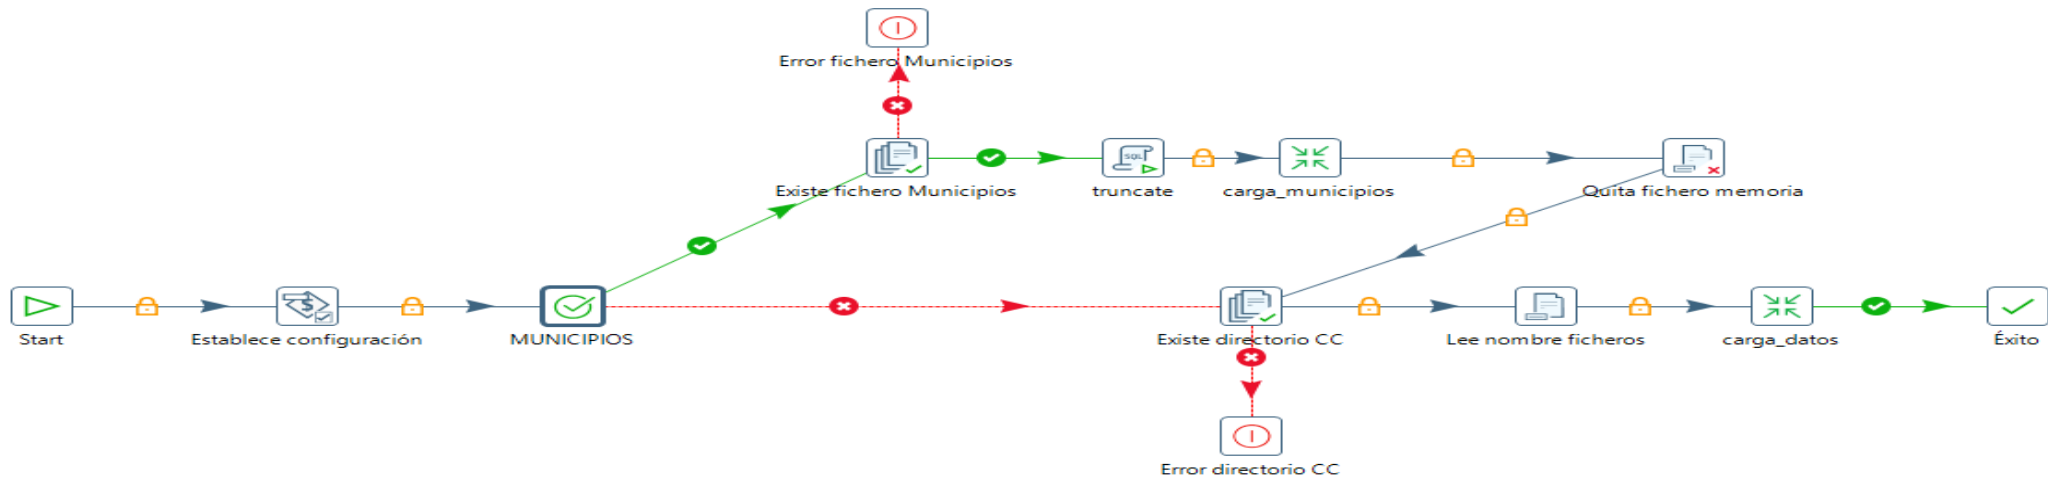 Error fichero Municipios
Existe fichero Municipios
SQL
truncate
carga_municipios
Quita fichero memoria
Start
Establece configuración
MUNICIPIOS
Existe directorio CC
Lee nombre ficheros
carga_datos
Éxito
Error directorio CC